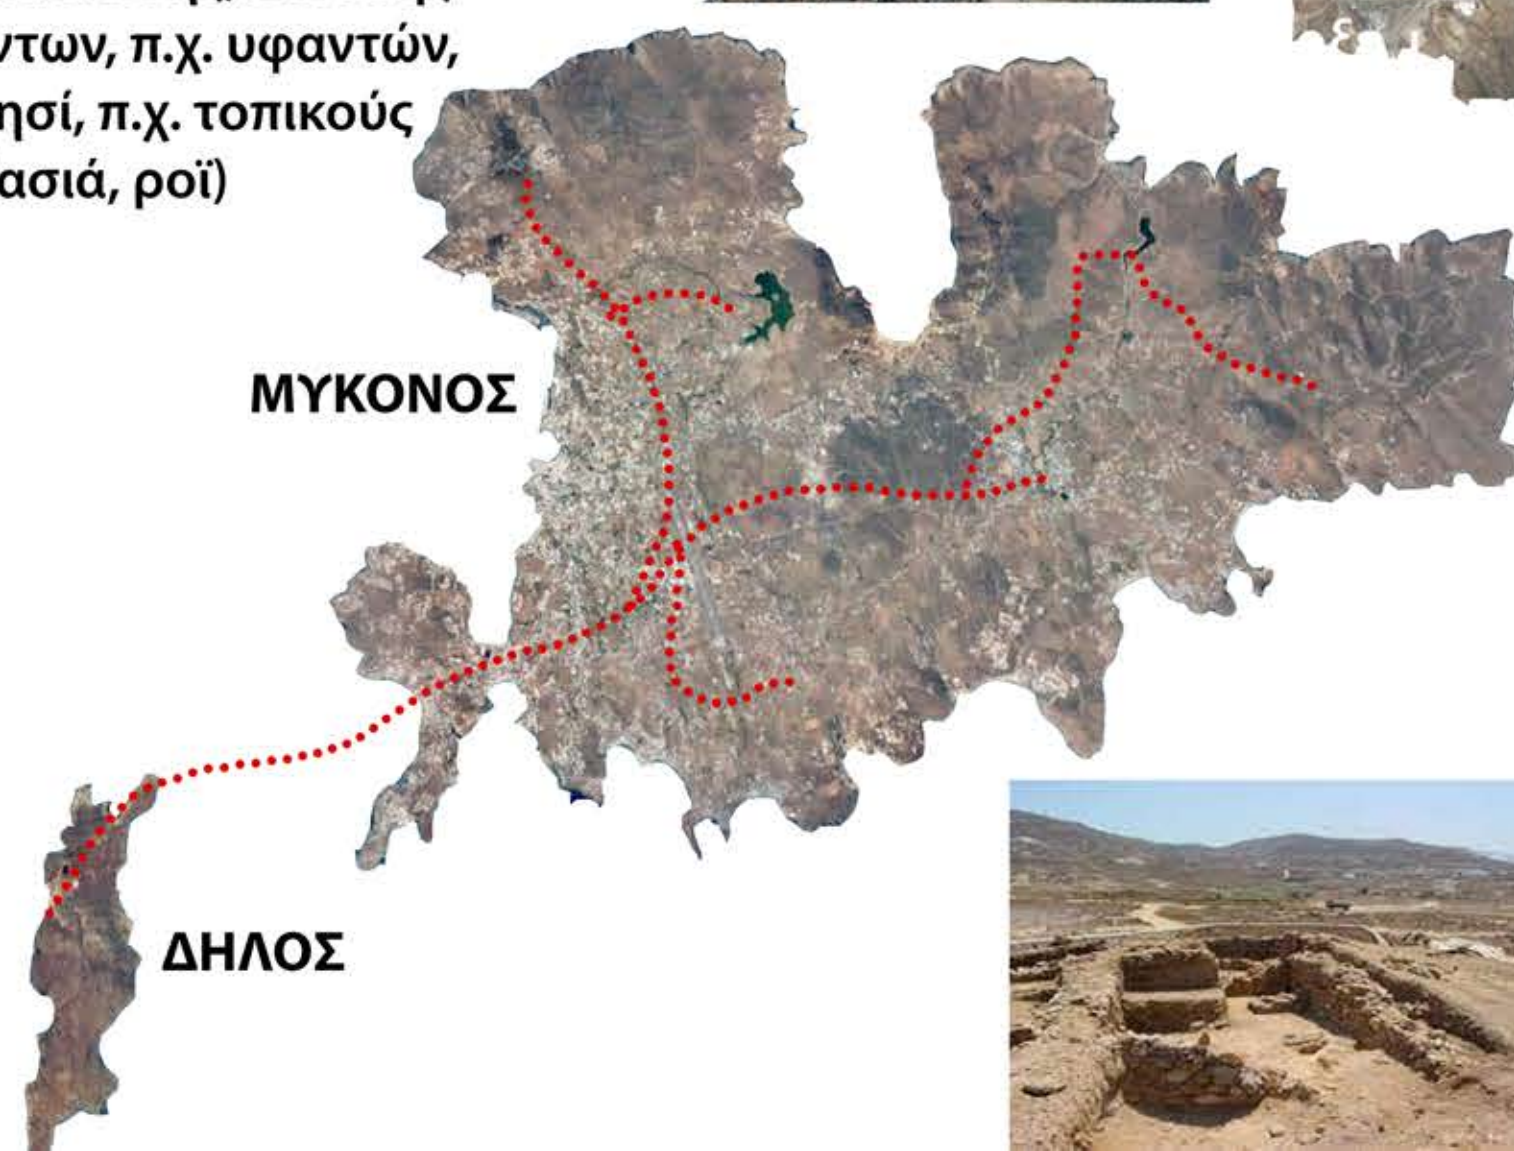 ντων, π.χ. υφαντών,
ησί, π.χ. τοπικούς
ασιά, ροϊ)
ΜΥΚΟΝΟΣ
ΔΗΛΟΣ